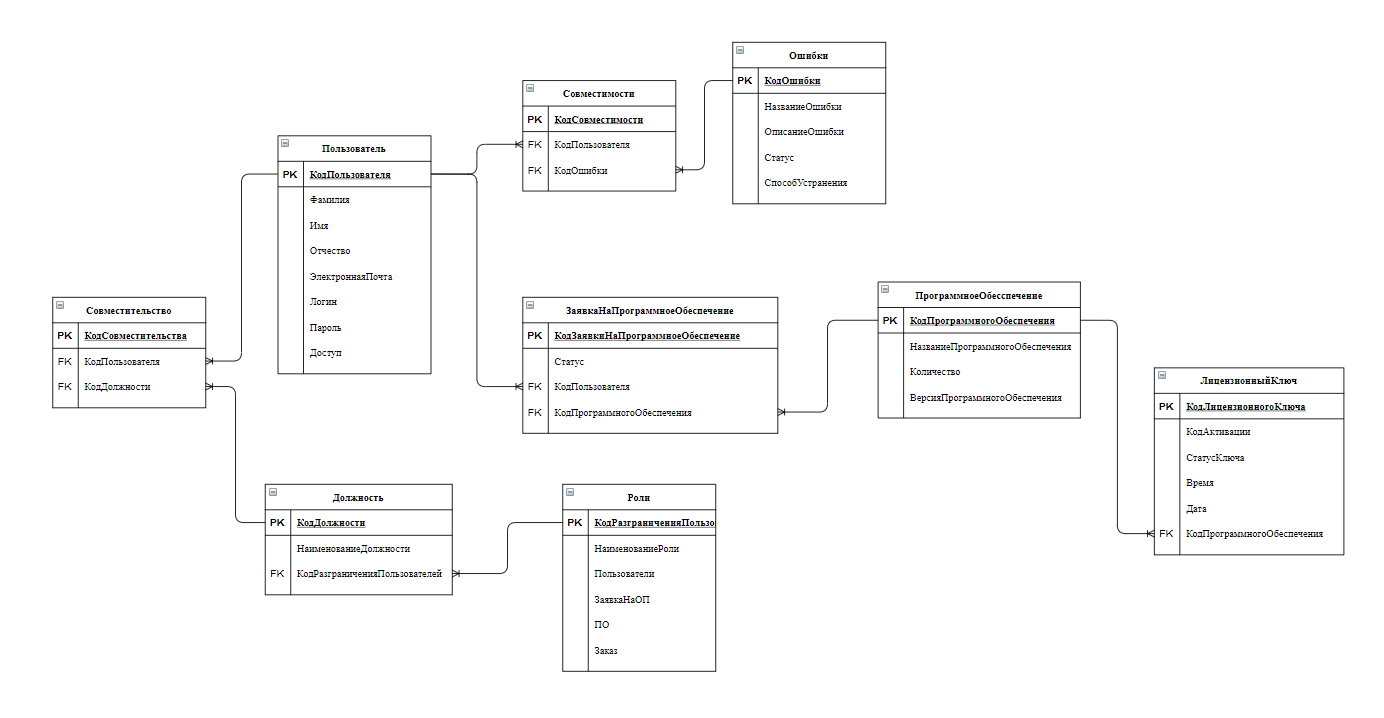 Ошибки
PK КодОшибки
НазваниеОшибки
ОписаниеОшибки
Статус
СпособУстранения
Совместимости
PK КодСовместимости
FK КодПользователя
FK КодОшибки
Пользователь
PK КодПользователя
Фамилия
Имя
Отчество
ЭлектроннаяПочта
Логин
Пароль
Доступ
Совместительство
PK КодСовместительства
FK КодПользователя
FK КодДолжности
ЗаявкаНаПрограммноеОбеспечение
PK КодЗаявкиНаПрограммноеОбеспечение
Статус
FK КодПользователя
FK КодПрограммногоОбеспечения
ПрограммноеОбесспечение
PK КодПрограммногоОбеспечения
НазваниеПрограммногоОбеспечения
Количество
ВерсияПрограммногоОбеспечения
ЛицензионныйКлюч
PK КодЛицензионногоКлюча
КодАктивации
СтатусКлюча
Время
Дата
FK КодПрограммногоОбеспечения
Должность
PK КодДолжности
НаименованиеДолжности
FK КодРазграниченияПользователей
Роли
PK КодРазграниченияПользо
НаименованиеРоли
Пользователи
ЗаявкаНаОП
ПО
Заказ